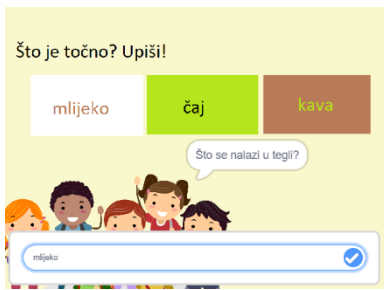 Što je točno? Upiši!
mlijeko čaj kava
Što se nalazi u tegli?
mlijeko